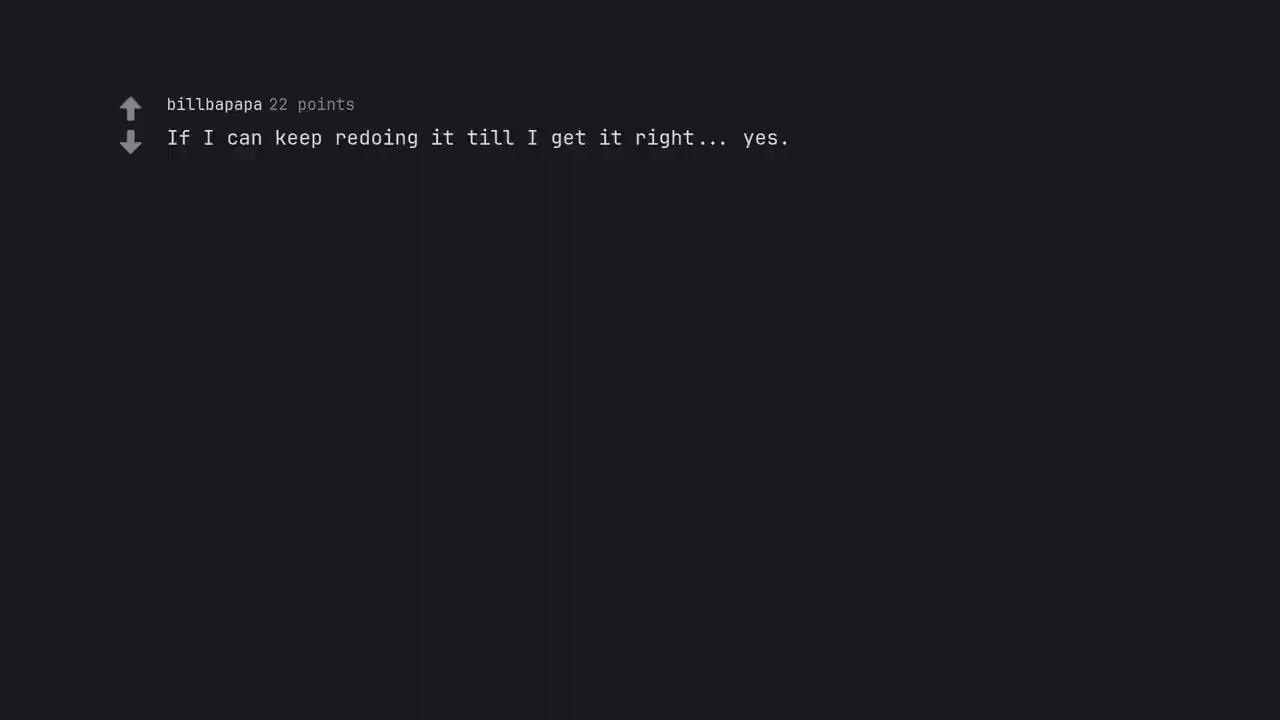 billbapapa 22 points
If I can keep redoing it till I get it right... yes.